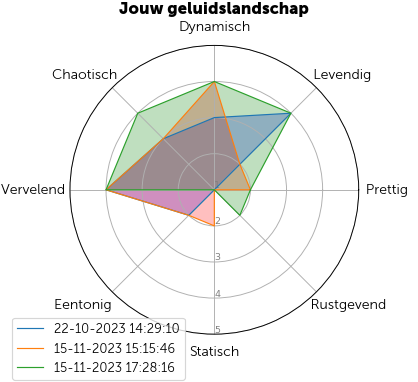 Jouw geluidslandschap
Dynamisch
Chaotisch
Levendig
Vervelend
Prettig
2
3
4
5
Eentonig
Rustgevend
Statisch
22-10-2023 14:29:10
15-11-2023 15:15:46
15-11-2023 17:28:16